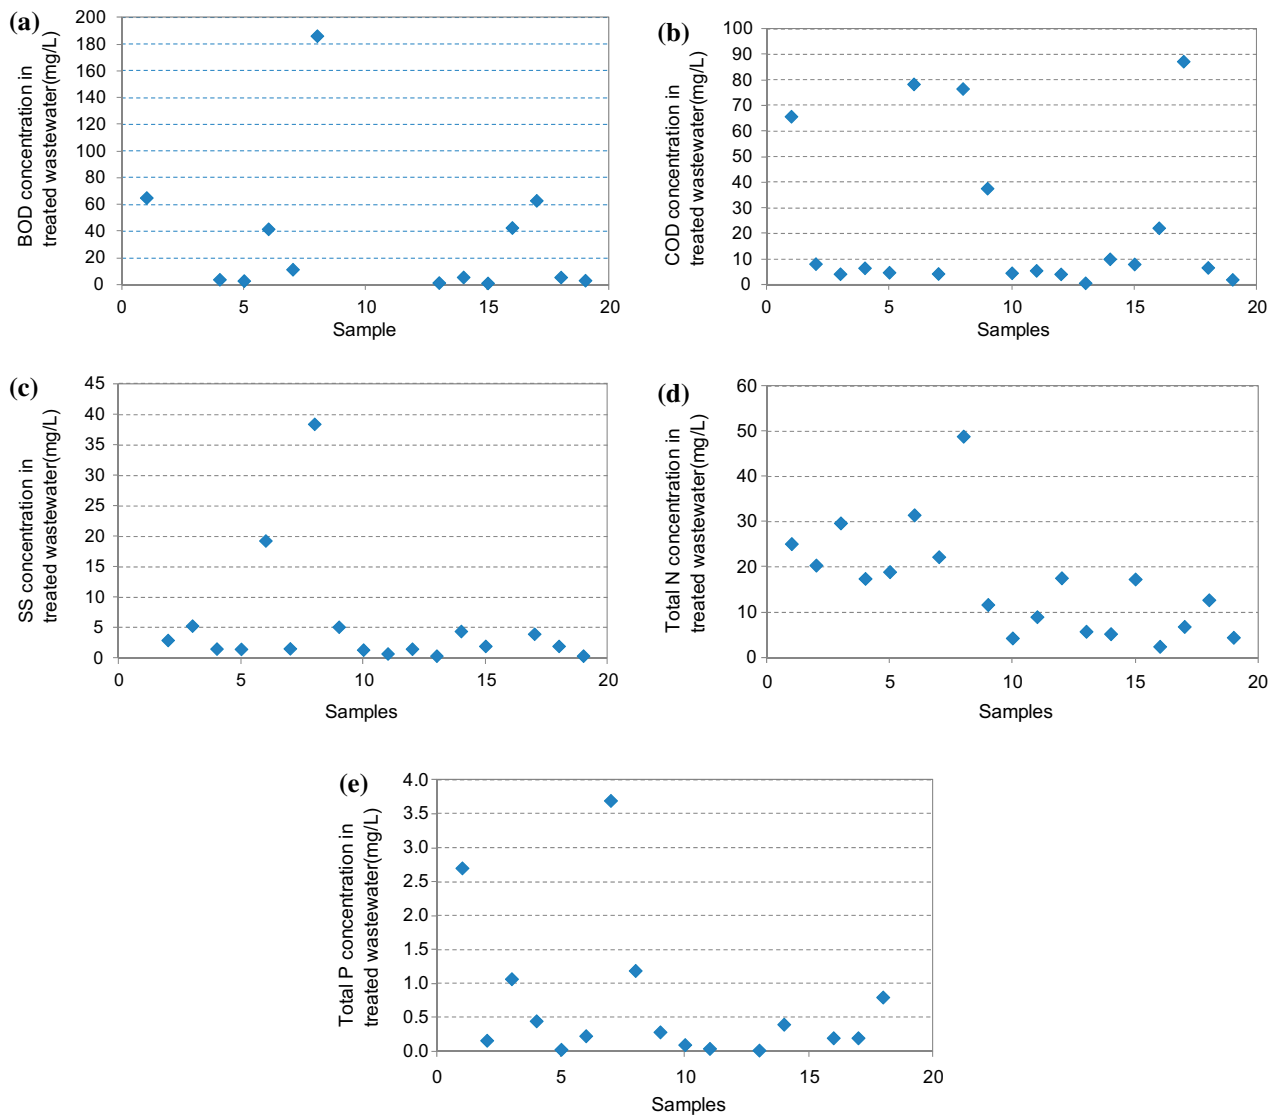 (a)
BOD concentration in
treated wastewater(mg/L)
200
180
160
140
120
100
80
60
40
20
0
0 5 10 15 20
Sample
(b)
COD concentration in
treated wastewater(mg/L)
100
90
80
70
60
50
40
30
20
10
0
0 5 10 15 20
Samples
(c)
SS concentration in
treated wastewater(mg/L)
45
40
35
30
25
20
15
10
5
0
0 5 10 15 20
Samples
(d)
Total N concentration in
treated wastewater(mg/L)
60
50
40
30
20
10
0
0 5 10 15 20
Samples
(e)
Total P concentration in
treated wastewater(mg/L)
4.0
3.5
3.0
2.5
2.0
1.5
1.0
0.5
0.0
0 5 10 15 20
Samples